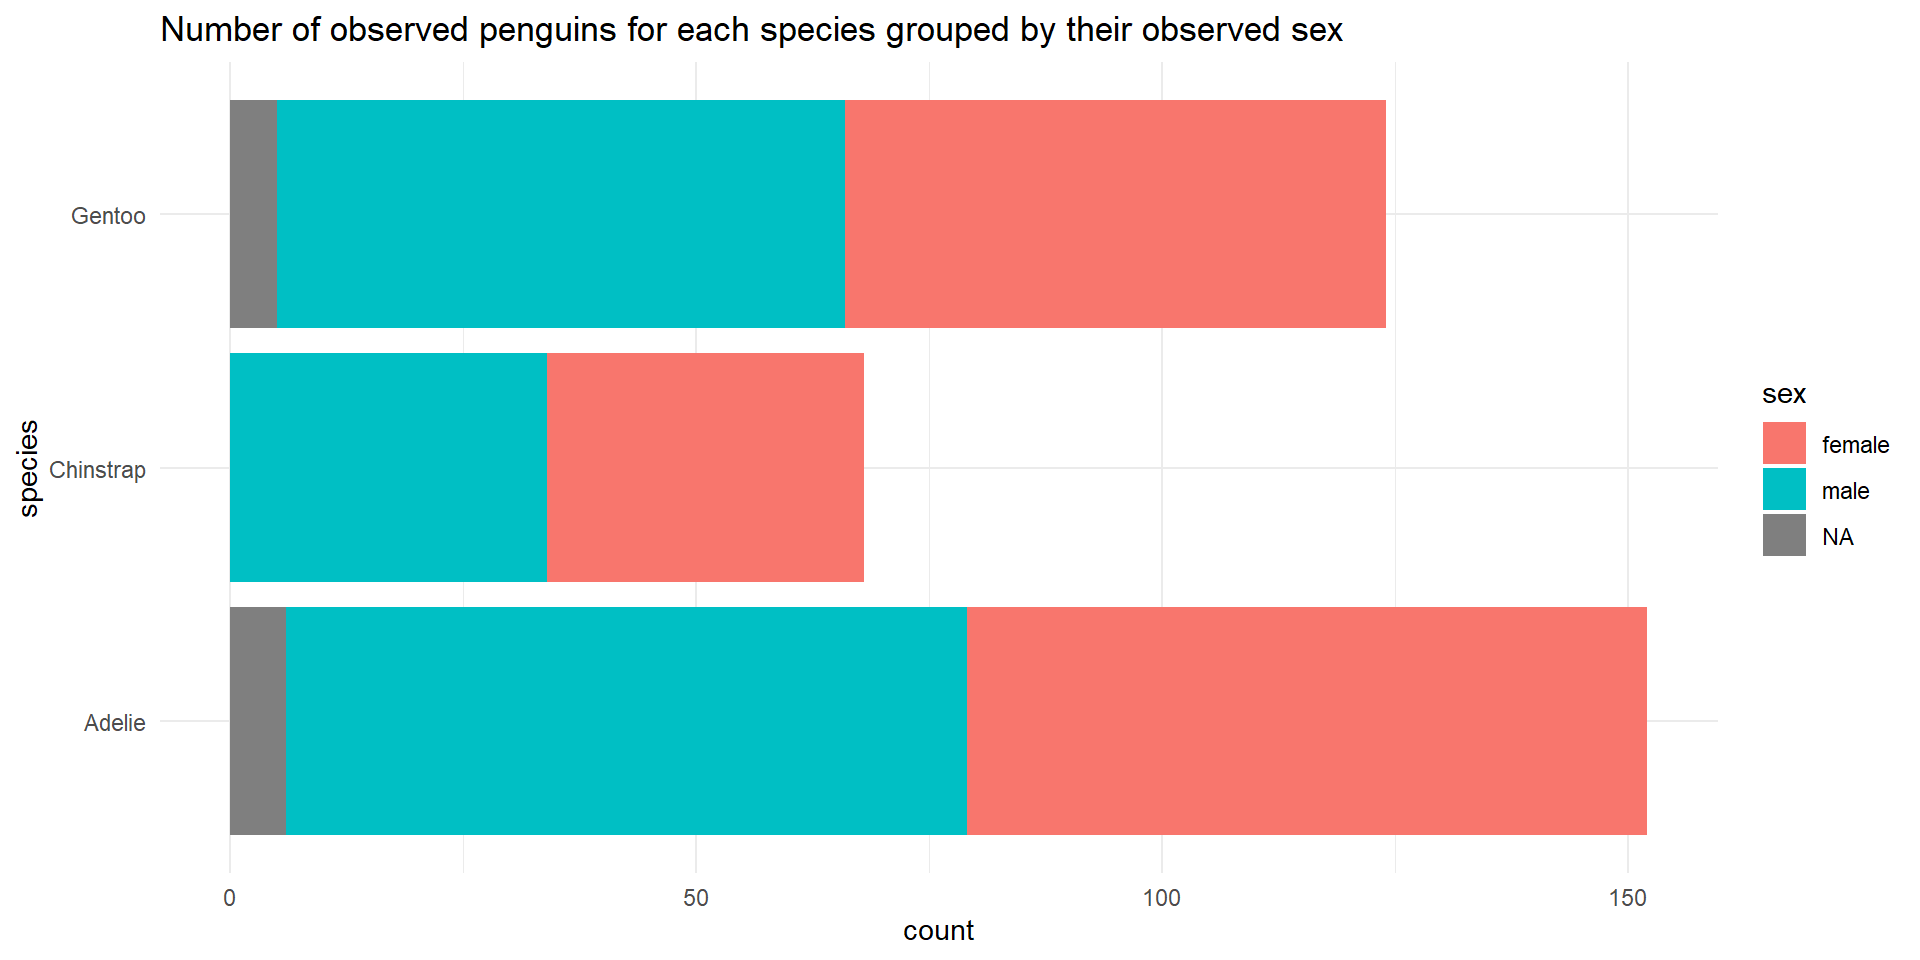 Number of observed penguins for each species grouped by their observed sex
species
Gentoo
Chinstrap
Adelie
0
50
100
150
count
sex
female
male
NA